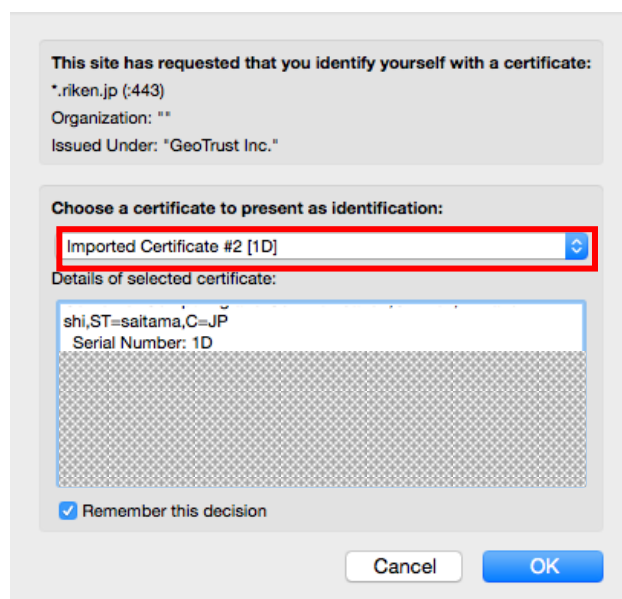 This site has requested that you identify yourself with a certificate:
*.riken.jp (:443)
Organization: ""
Issued Under: "GeoTrust Inc."
Choose a certificate to present as identification:
Imported Certificate #2 [1D]
Details of selected certificate:
shi,ST=saitama,C=JP
Serial Number: 1D
Remember this decision
Cancel
OK